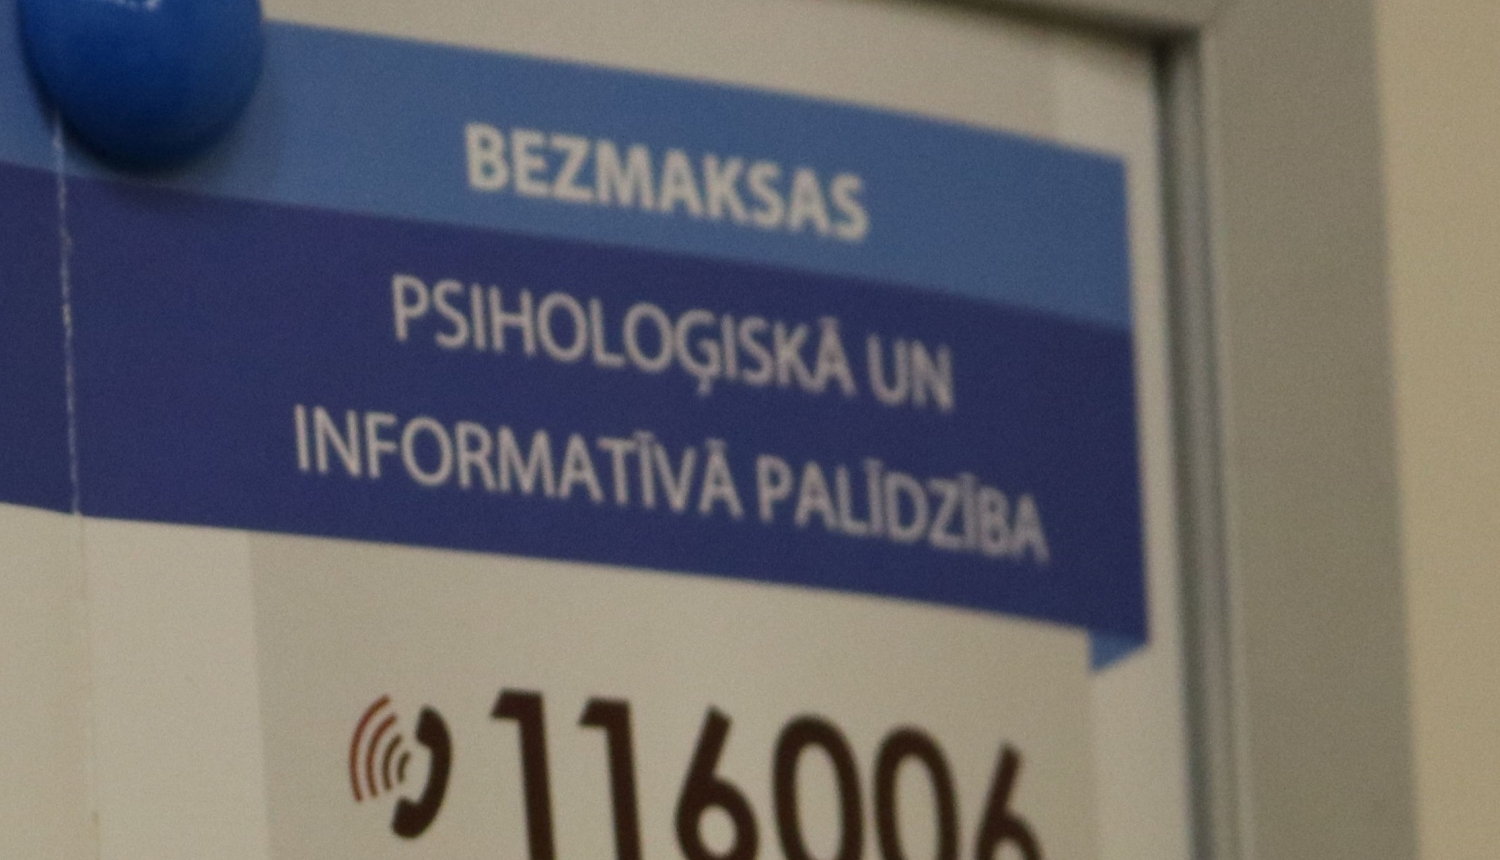 BEZMAKSAS
PSIHOLOĢISKĀ UN
INFORMATĪVĀ PALĪDZĪBA
116006